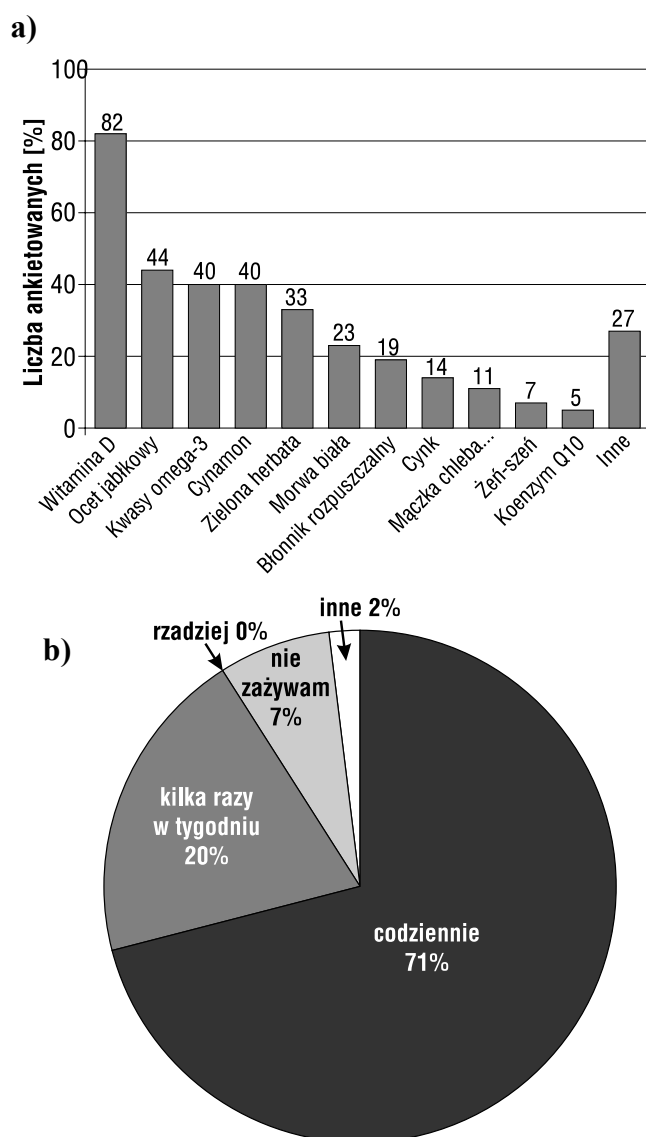 a)
Liczba ankietowanych [%]
100
80
60
40
20
0
82
44
40
40
33
23
19
14
11
7
5
27
Witamina D
Ocet jabłkowy
Kwasy omega-3
Cynamon
Zielona herbata
Morwa biała
Błonnik rozpuszczalny
Cynk
Mączka chleba...
Żeń-szeń
Koenzym Q10
Inne
b)
rzadziej 0%
inne 2%
nie
zażywam
7%
kilka razy
w tygodniu
20%
codziennie
71%